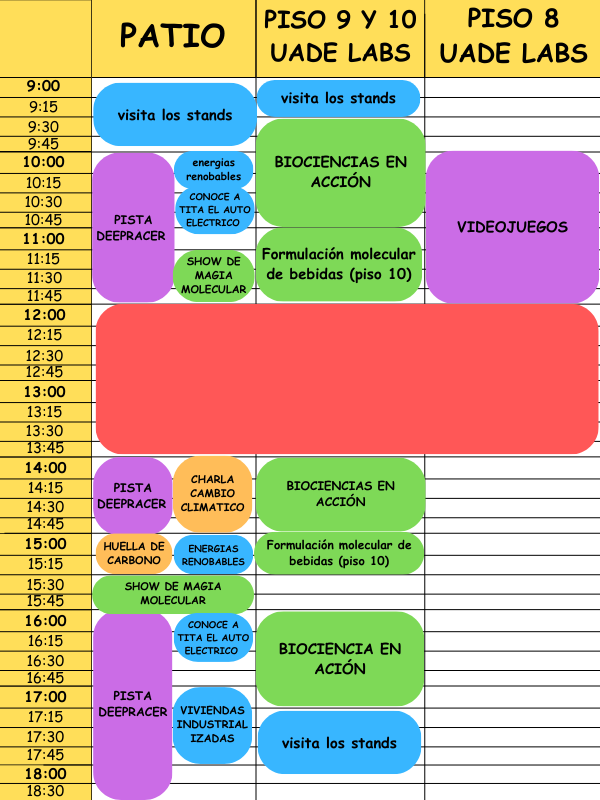 PATIO
PISO 9 Y 10
UADE LABS
PISO 8
UADE LABS
9:00
9:15
9:30
9:45
10:00
10:15
10:30
10:45
11:00
11:15
11:30
11:45
12:00
12:15
12:30
12:45
13:00
13:15
13:30
13:45
14:00
14:15
14:30
14:45
15:00
15:15
15:30
15:45
16:00
16:15
16:30
16:45
17:00
17:15
17:30
17:45
18:00
18:30
visita los stands
PISTA
DEEPRACER
energias
renobables
CONOCE A
TITA EL AUTO
ELECTRICO
SHOW DE
MAGIA
MOLECULAR
PISTA
DEEPRACER
CHARLA
CAMBIO
CLIMATICO
HUELLA DE
CARBONO
ENERGIAS
RENOBABLES
SHOW DE MAGIA
MOLECULAR
CONOCE A
TITA EL AUTO
ELECTRICO
PISTA
DEEPRACER
VIVIENDAS
INDUSTRIAL
IZADAS
visita los stands
BIOCIENCIAS EN
ACCIÓN
Formulación molecular
de bebidas (piso 10)
BIOCIENCIAS EN
ACCIÓN
Formulación molecular de
bebidas (piso 10)
BIOCIENCIA EN
ACIÓN
visita los stands
VIDEOJUEGOS